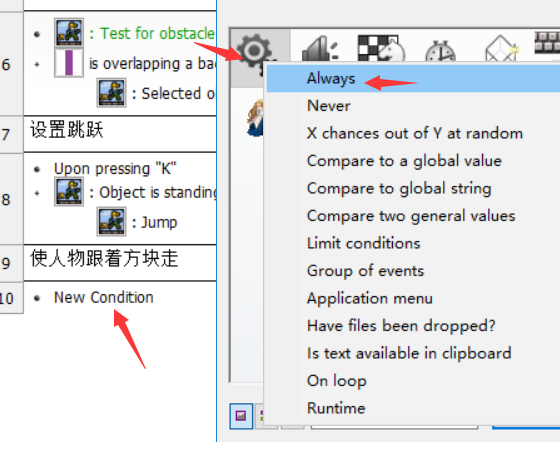 : Test for obstacle
6
is overlapping a ba
: Selected o
7
设置跳跃
Upon pressing "K"
8
: Object is standing
: Jump
9
使人物跟着方块走
10
New Condition
Always
Never
X chances out of Y at random
Compare to a global value
Compare to global string
Compare two general values
Limit conditions
Group of events
Application menu
Have files been dropped?
Is text available in clipboard
On loop
Runtime